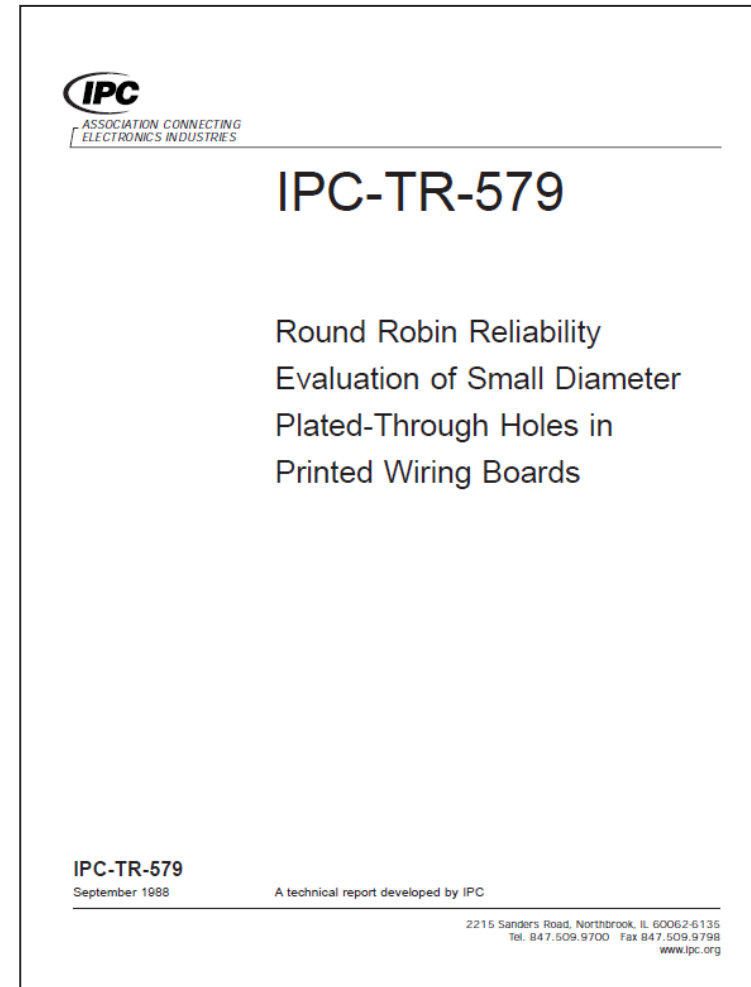 IPC
ASSOCIATION CONNECTING
ELECTRONICS INDUSTRIES
IPC-TR-579
Round Robin Reliability
Evaluation of Small Diameter
Plated-Through Holes in
Printed Wiring Boards
IPC-TR-579
September 1988
A technical report developed by IPC
2215 Sanders Road, Northbrook, IL 60062-6135
Tel. 847.509.9700 Fax 847.509.9798
www.ipc.org